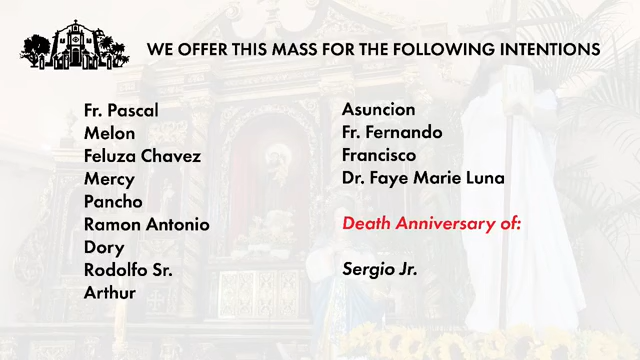 WE OFFER THIS MASS FOR THE FOLLOWING INTENTIONS
Fr. Pascal
Melon
Feluza Chavez
Mercy
Pancho
Ramon Antonio
Dory
Rodolfo Sr.
Arthur
Asuncion
Fr. Fernando
Francisco
Dr. Faye Marie Luna
Death Anniversary of:
Sergio Jr.